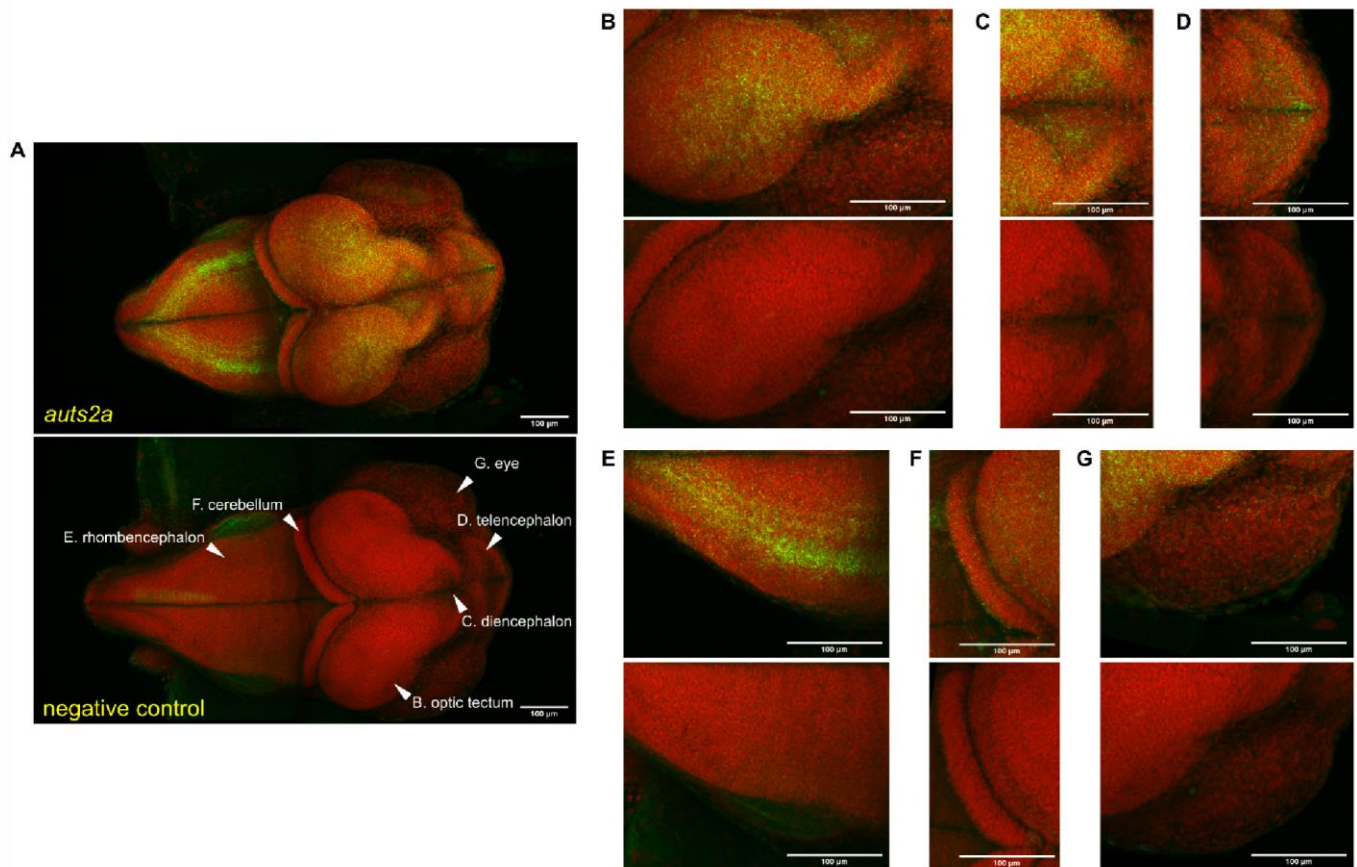 A
auts2a
100 µm
G. eye
F. cerebellum
D. telencephalon
E. rhombencephalon
C. diencephalon
B. optic tectum
negative control
100 µm
B
100 µm
100 µm
C
100 µm
100 µm
D
100 µm
100 µm
E
100 µm
100 µm
F
100 µm
100 µm
G
100 µm
100 µm